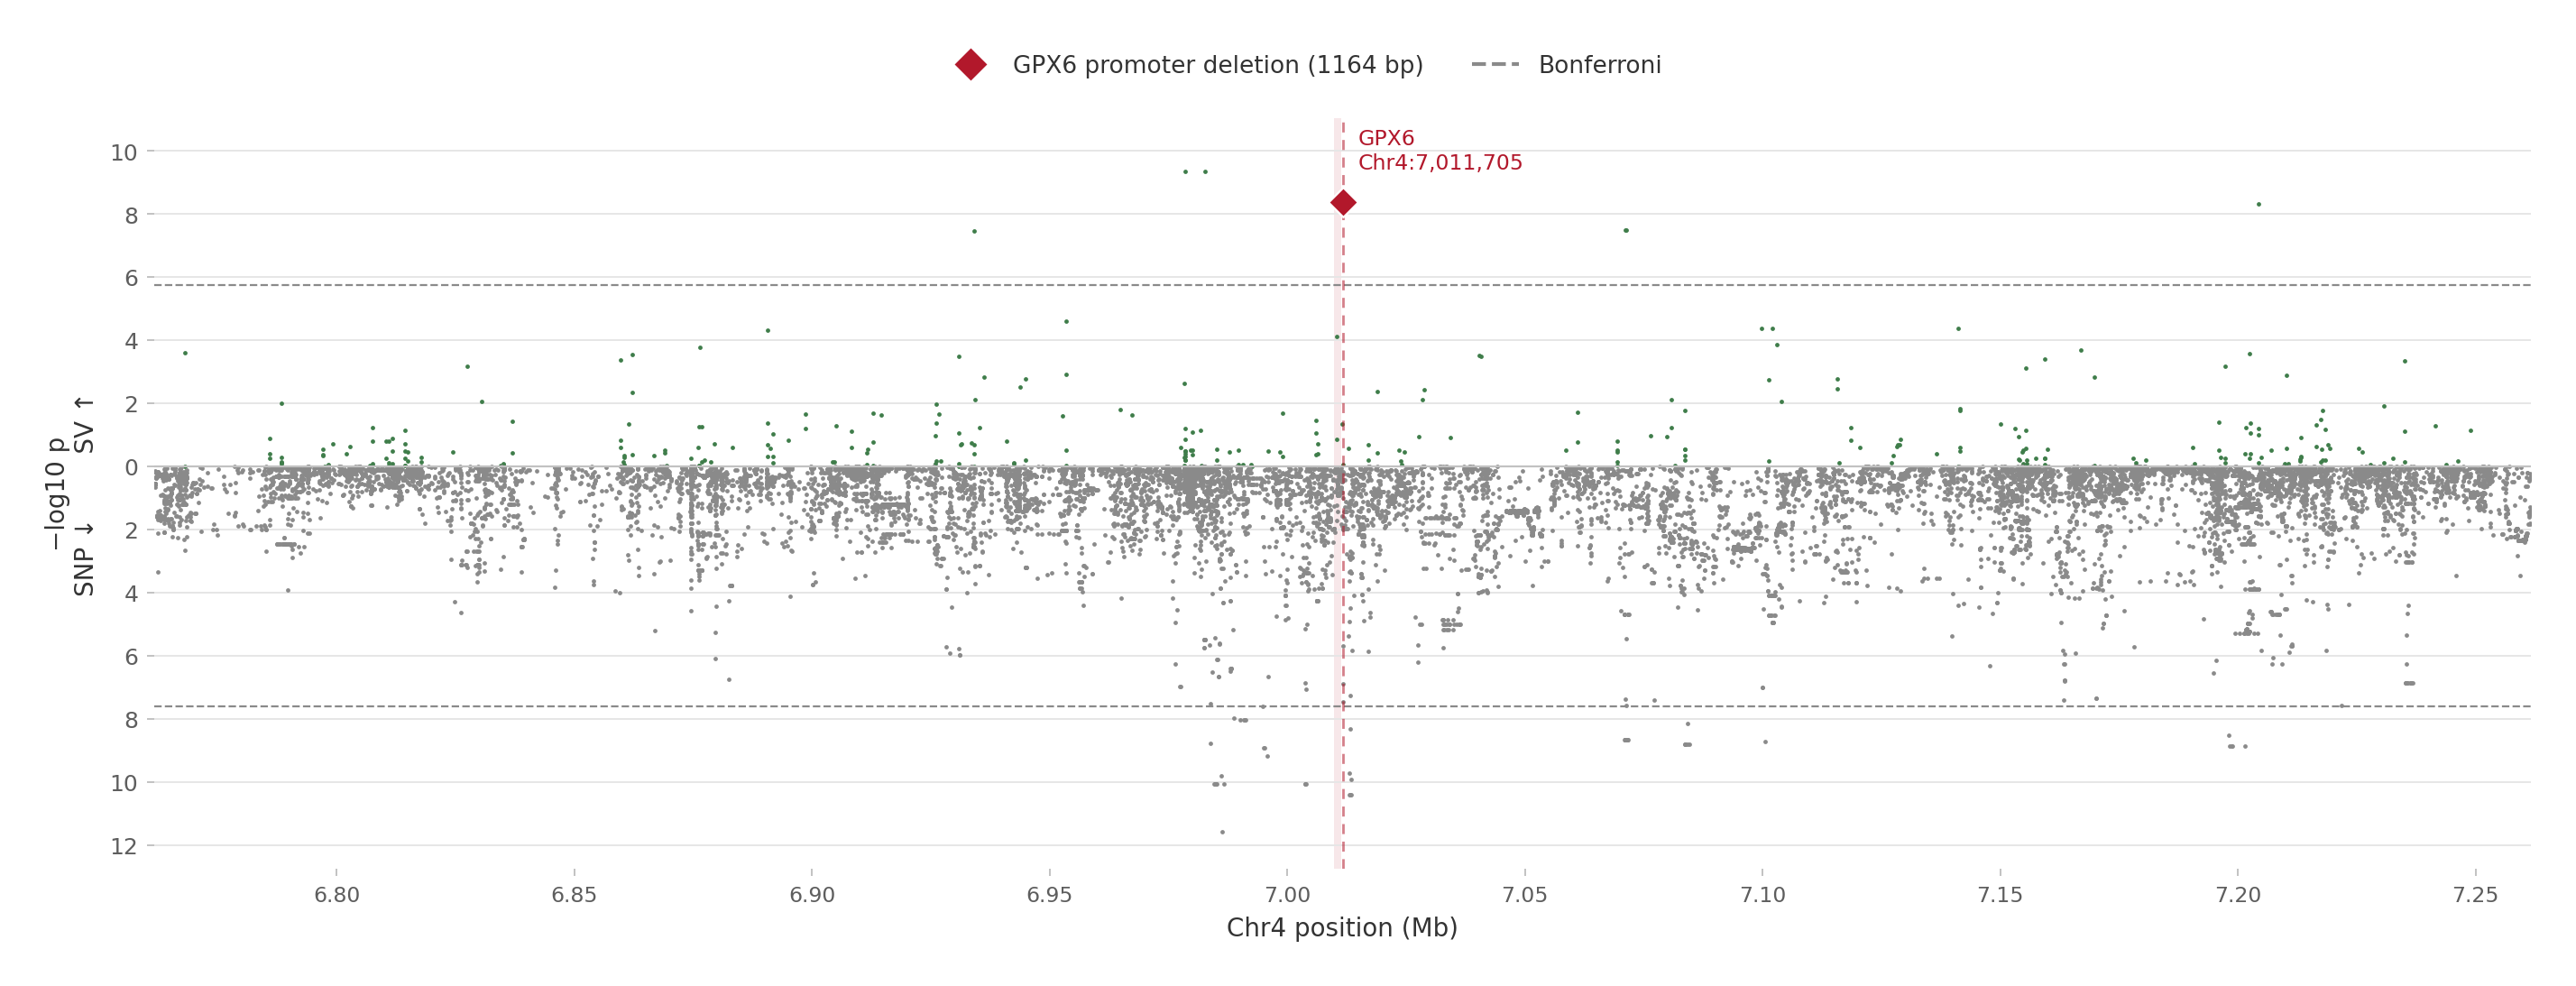 GPX6 promoter deletion (1164 bp)
Bonferroni
GPX6
Chr4:7,011,705
10
8
6
4
2
0
2
4
6
8
10
12
−log10 p
SNP ↓ SV ↑
6.80 6.85 6.90 6.95 7.00 7.05 7.10 7.15 7.20 7.25
Chr4 position (Mb)